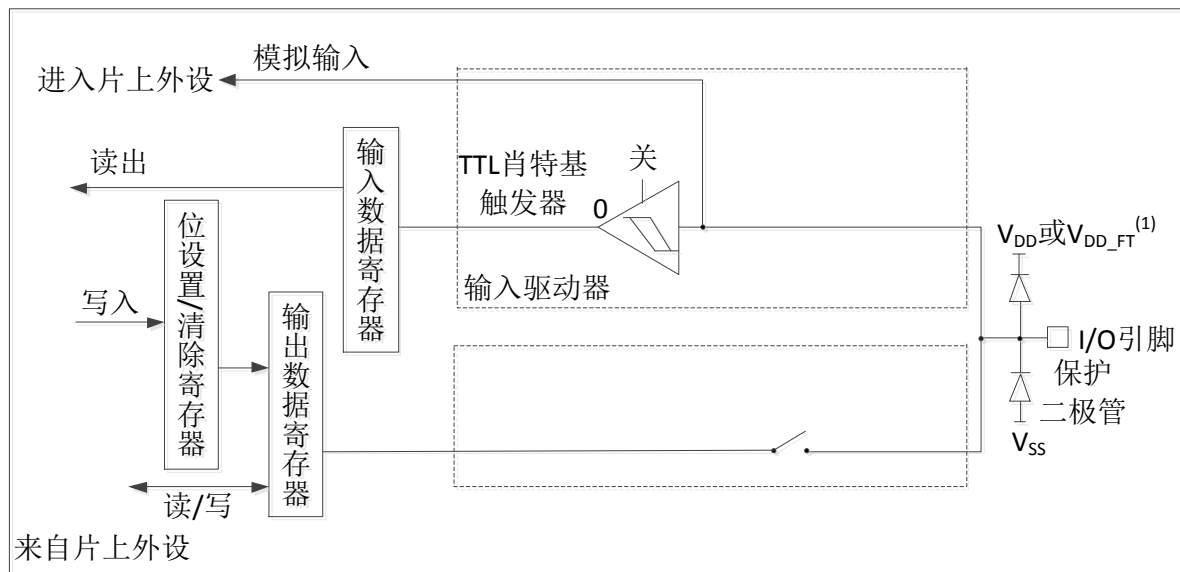 模拟输入
进入片上外设
输入数据寄存器
TTL肖特基
触发器
关
0
读出
位设置/清除寄存器
输入驱动器
V_DD或V_DD_FT(1)
写入
输出数据寄存器
I/O引脚
保护
二极管
V_SS
读/写
来自片上外设